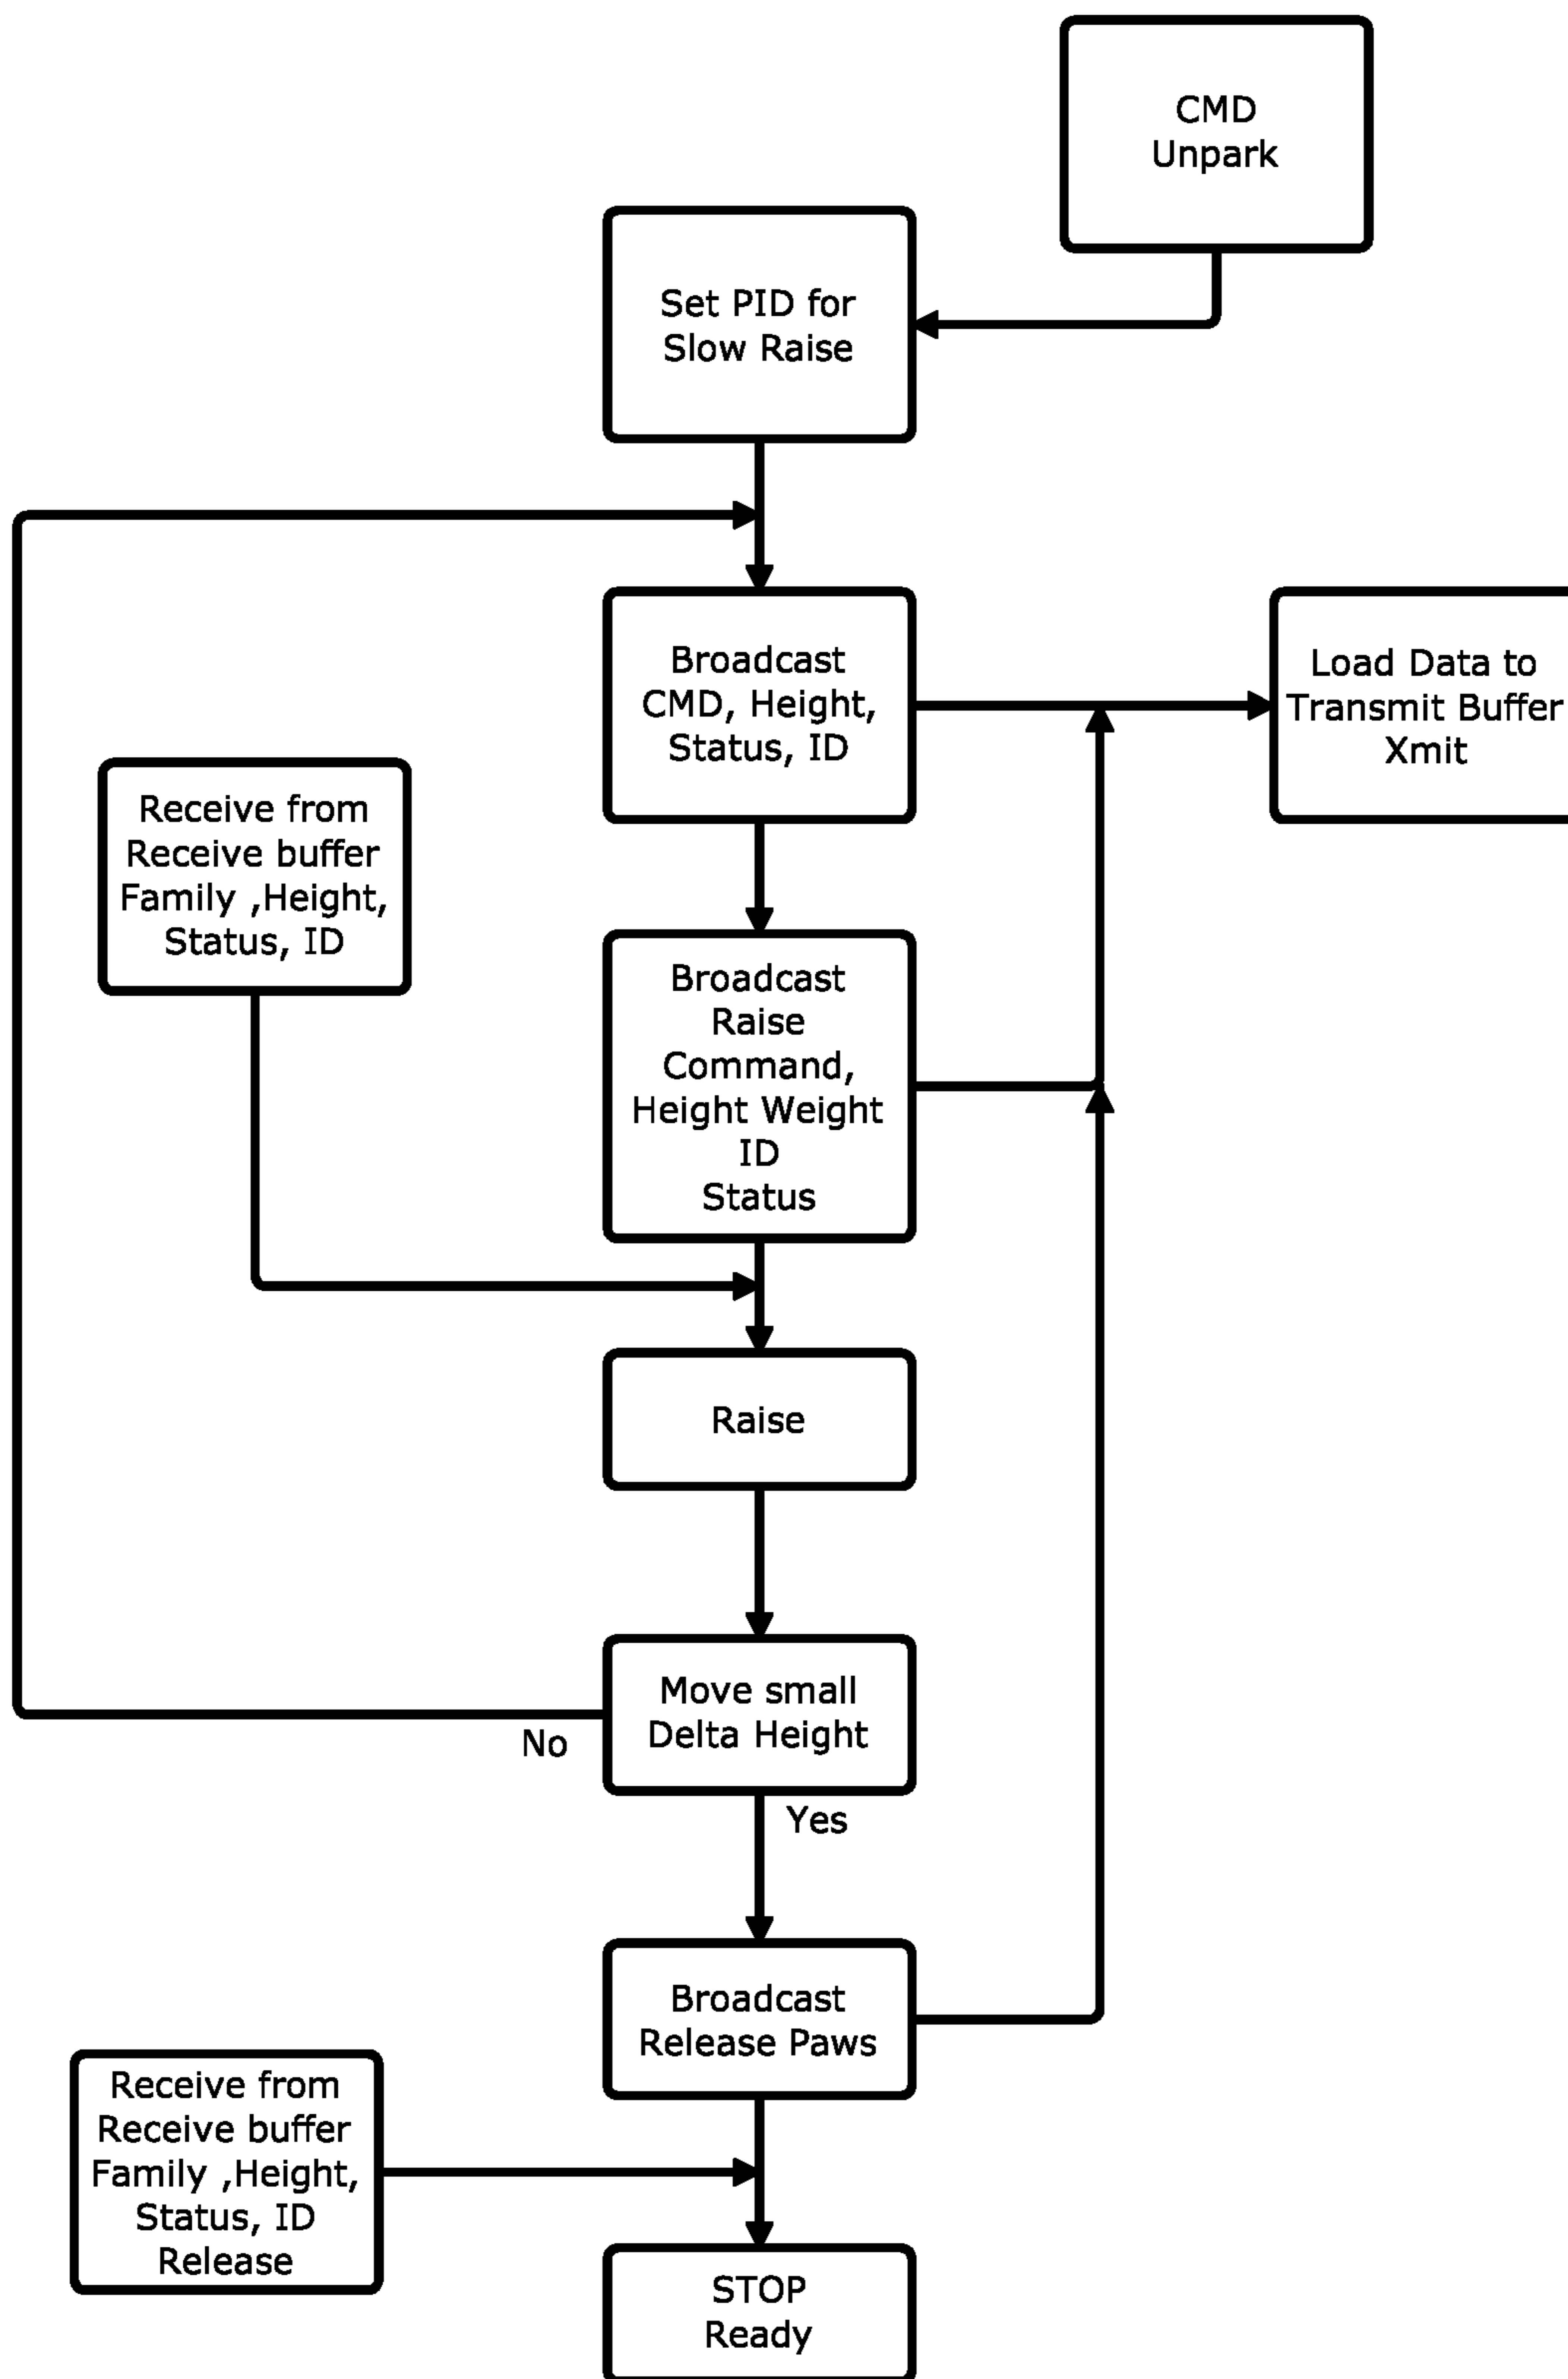 CMD
Unpark
Set PID for
Slow Raise
Broadcast
CMD, Height,
Status, ID
Load Data to
Transmit Buffer
Xmit
Receive from
Receive buffer
Family ,Height,
Status, ID
Broadcast
Raise
Command,
Height Weight
ID
Status
Raise
Move small
Delta Height
No
Yes
Broadcast
Release Paws
Receive from
Receive buffer
Family ,Height,
Status, ID
Release
STOP
Ready